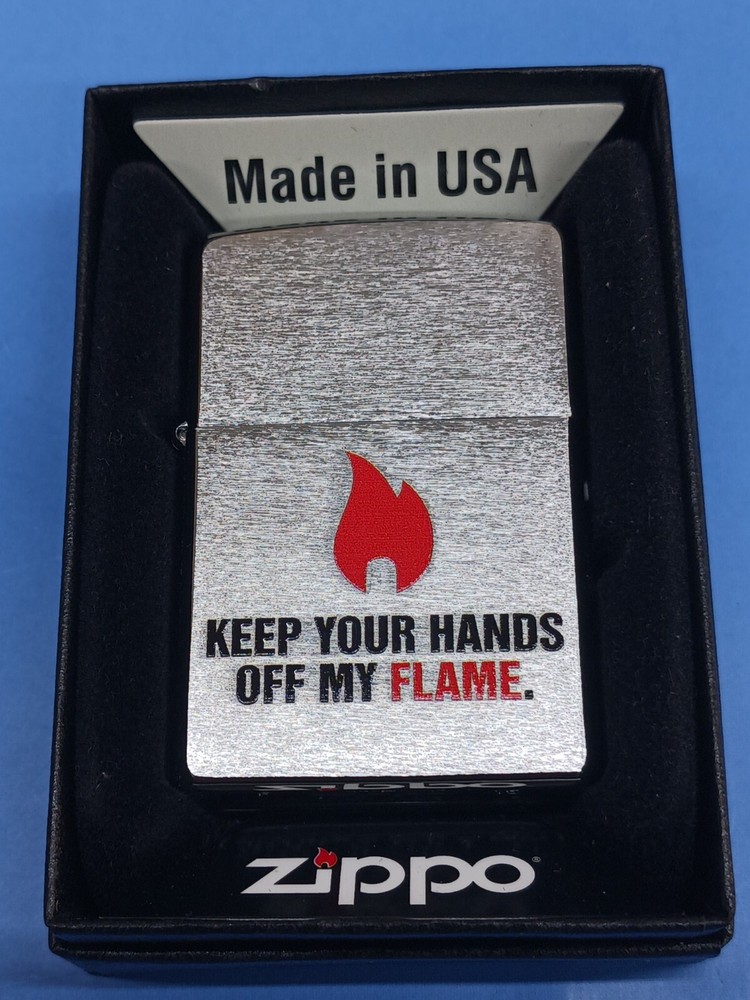 Made in USA
KEEP YOUR HANDS
OFF MY FLAME.
zippo®